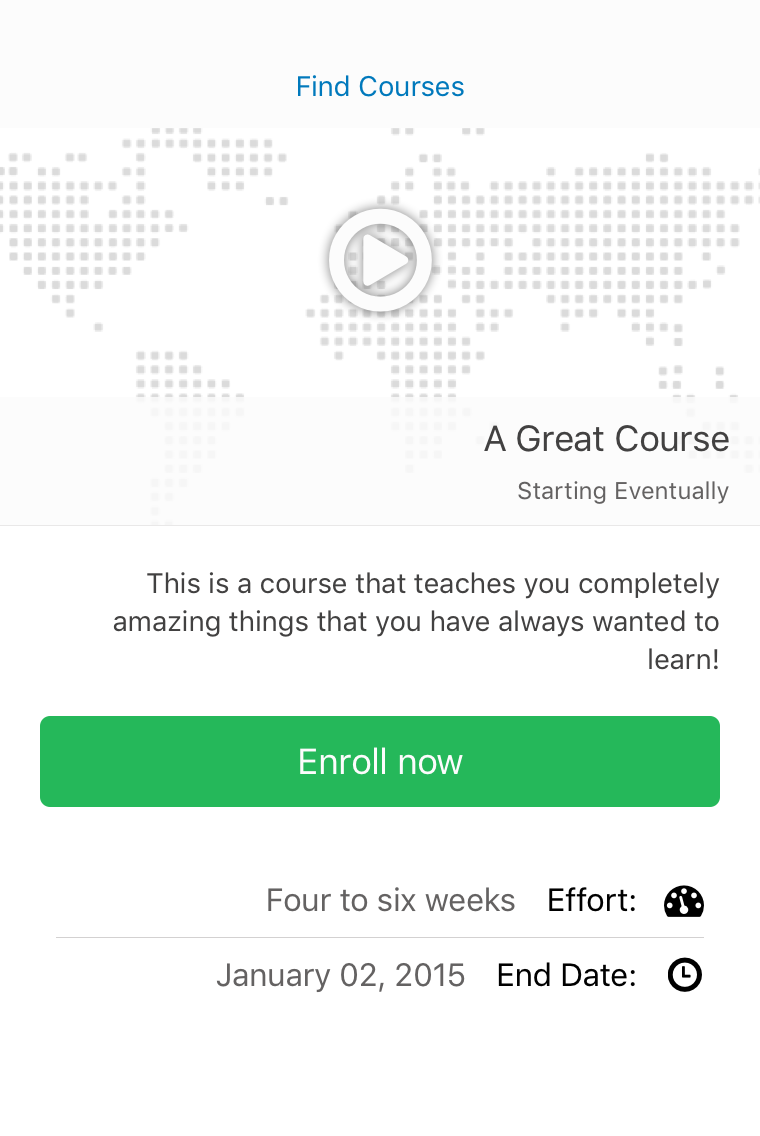 Find Courses
A Great Course
Starting Eventually
This is a course that teaches you completely
amazing things that you have always wanted to
learn!
Enroll now
Effort: Four to six weeks
End Date: January 02, 2015